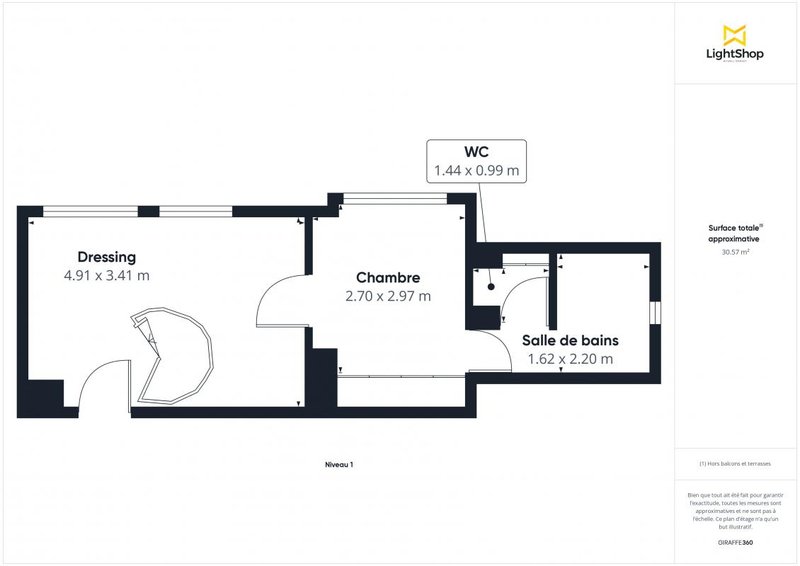 LightShop
WC
1.44 x 0.99 m
Dressing
4.91 x 3.41 m
Chambre
2.70 x 2.97 m
Salle de bains
1.62 x 2.20 m
Niveau 1
Surface totale⁽¹⁾
approximative
30.57 m²
(1) Hors balcons et terrasses
Bien que tout ait été fait pour garantir
l'exactitude, toutes les mesures sont
approximatives et ne sont pas à
l'échelle. Ce plan d'étage n'a qu'un
but illustratif.
GIRAFFE360